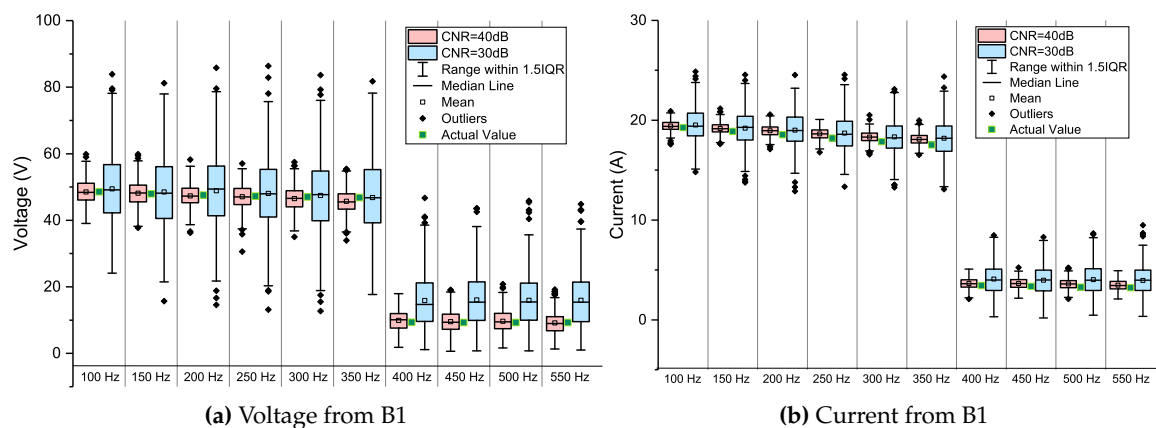 100
80
60
40
20
0
Voltage (V)
CNR=40dB
CNR=30dB
Range within 1.5IQR
Median Line
Mean
Outliers
Actual Value
100 Hz 150 Hz 200 Hz 250 Hz 300 Hz 350 Hz 400 Hz 450 Hz 500 Hz 550 Hz
(a) Voltage from B1
30
20
10
0
Current (A)
CNR=40dB
CNR=30dB
Range within 1.5IQR
Median Line
Mean
Outliers
Actual Value
100 Hz 150 Hz 200 Hz 250 Hz 300 Hz 350 Hz 400 Hz 450 Hz 500 Hz 550 Hz
(b) Current from B1